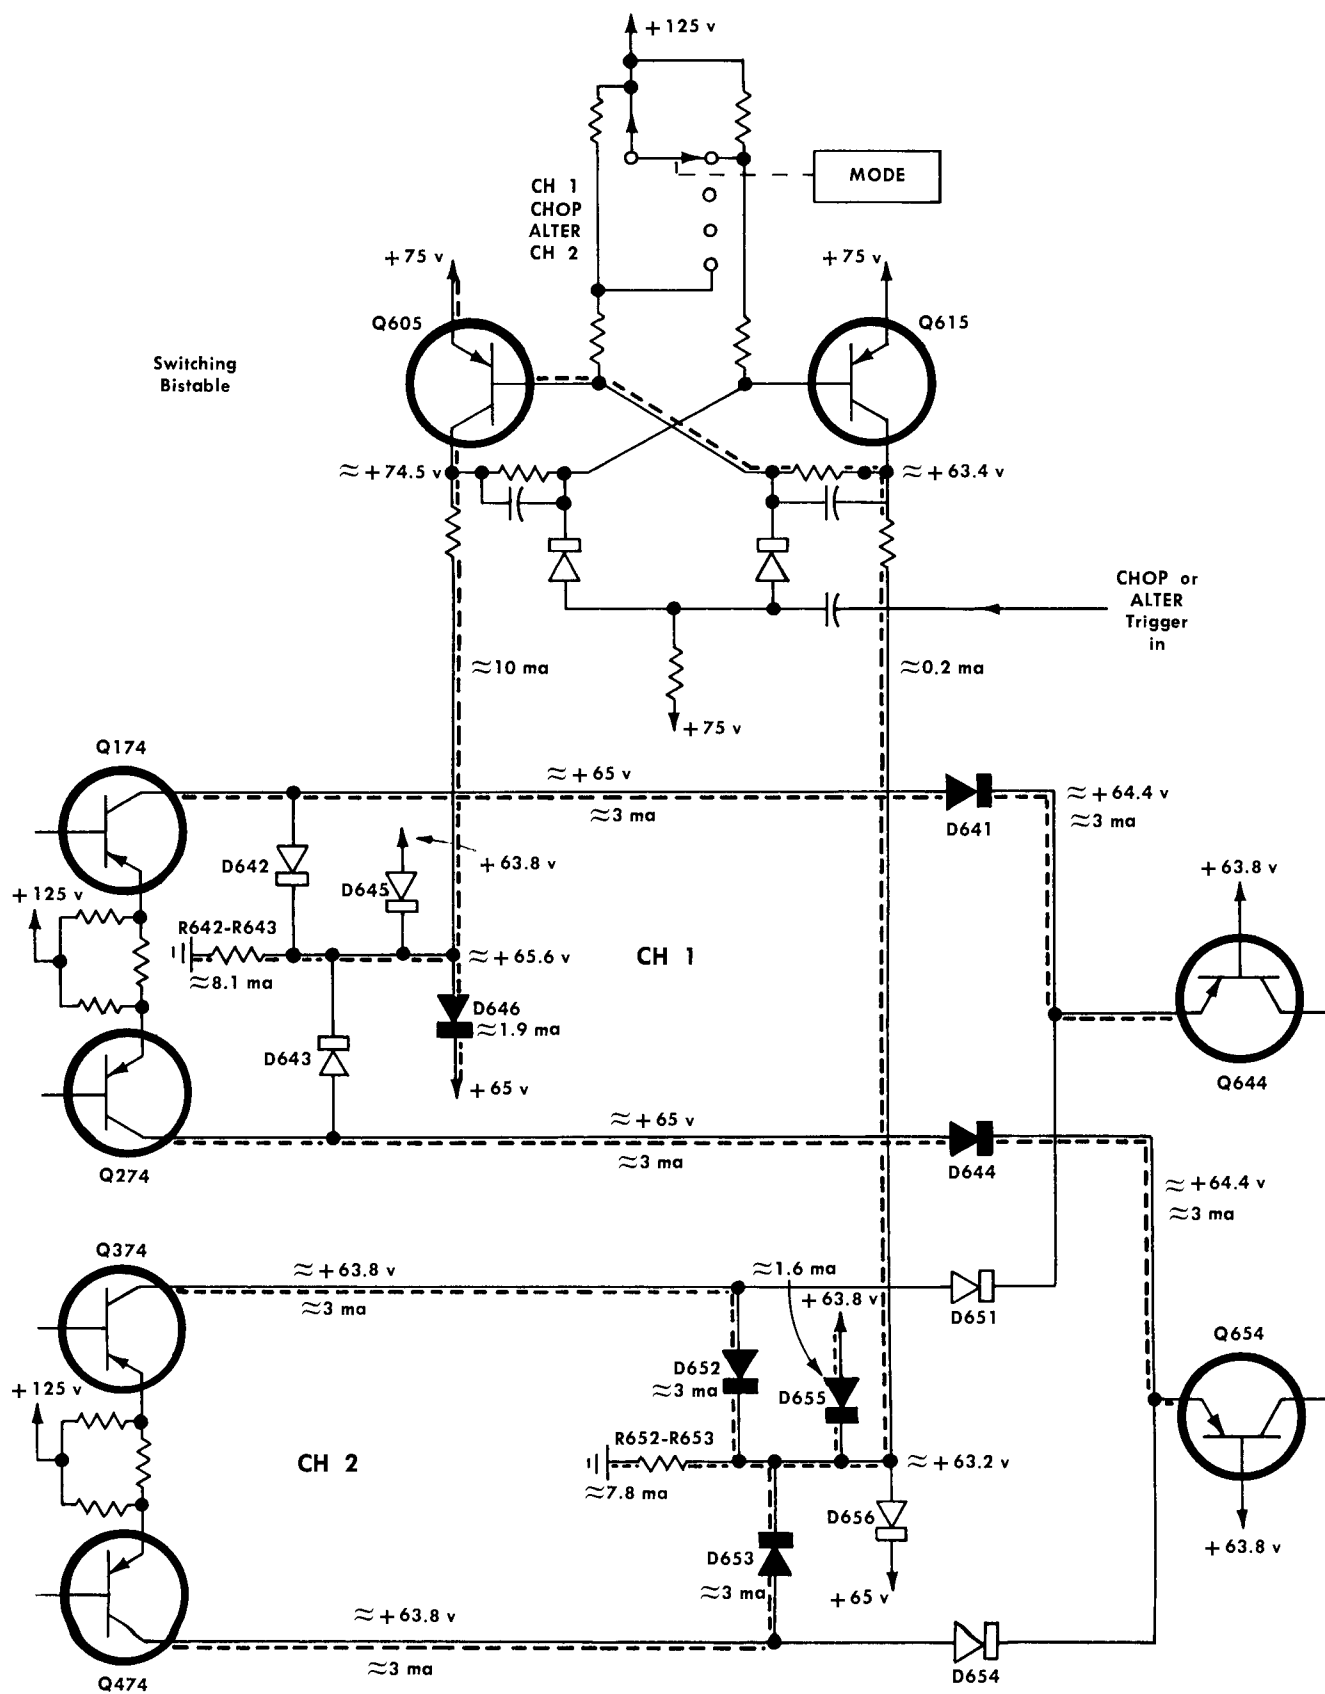 +125 v
MODE
CH 1
CHOP
ALTER
CH 2
+75 v
+75 v
Q605
Q615
Switching
Bistable
≈+74.5 v
≈+63.4 v
CHOP or
ALTER
Trigger
in
≈10 ma
≈0.2 ma
+75 v
Q174
≈+65 v
≈3 ma
D641
≈+64.4 v
≈3 ma
D642
D645
+63.8 v
+63.8 v
+125 v
R642-R643
≈8.1 ma
≈+65.6 v
CH 1
D646
≈1.9 ma
D643
+65 v
Q644
≈+65 v
≈3 ma
D644
Q274
≈+64.4 v
≈3 ma
Q374
≈+63.8 v
≈3 ma
≈1.6 ma
+63.8 v
D651
Q654
D652
≈3 ma
D655
+125 v
R652-R653
≈7.8 ma
CH 2
≈+63.2 v
D656
D653
≈3 ma
+63.8 v
+65 v
≈+63.8 v
≈3 ma
D654
Q474